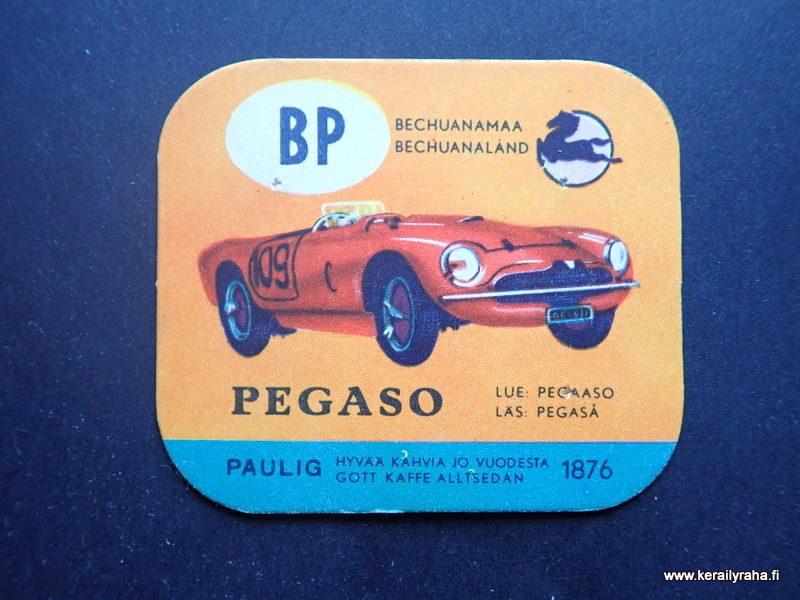 BP
BECHUANAMAA
BECHUANALAND
109
PEGASO
LUE: PEGAASO
LÄS: PEGASÅ
PAULIG
HYVÄÄ KAHVIA JO VUODESTA
GOTT KAFFE ALLTSEDAN
1876
www.kerailyraha.fi